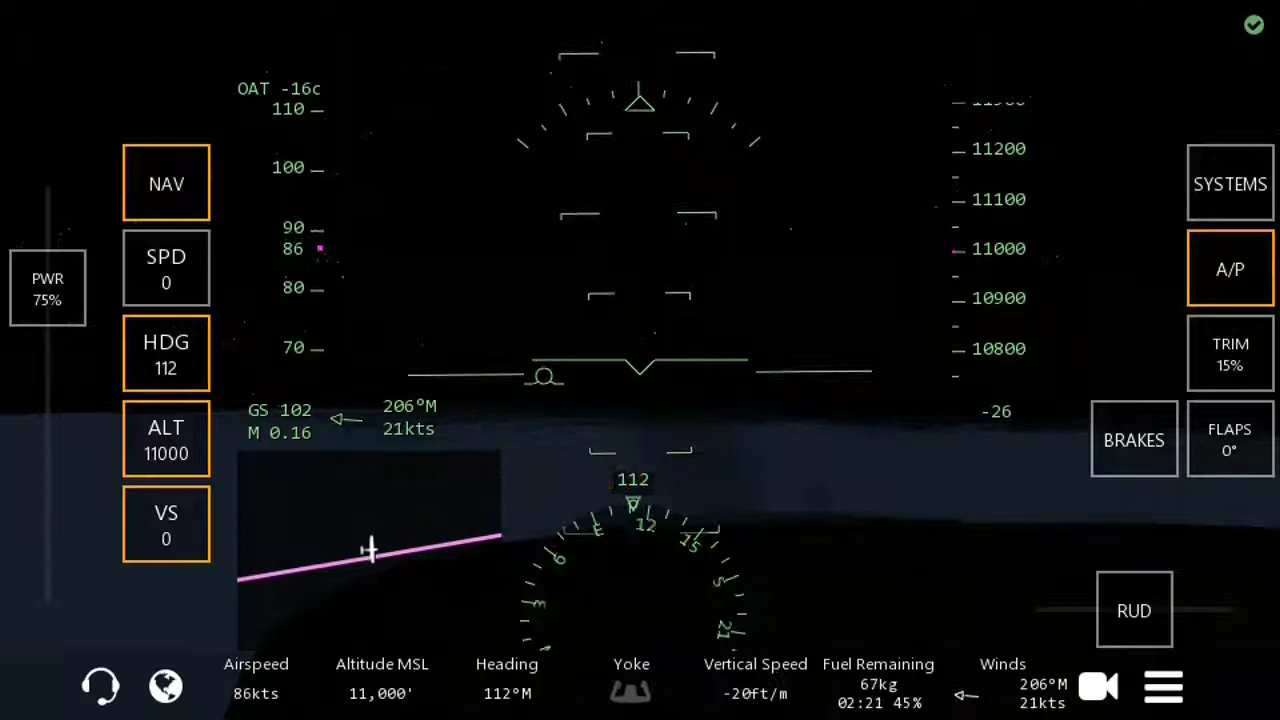 OAT -16c
110
100
90
86
80
70
11200
11100
11000
10900
10800
-26
NAV
SPD
0
HDG
112
ALT
11000
VS
0
PWR
75%
SYSTEMS
A/P
TRIM
15%
BRAKES
FLAPS
0°
GS 102
M 0.16
206°M
21kts
112
E
12
15
6
S
3
21
RUD
Airspeed
86kts
Altitude MSL
11,000'
Heading
112°M
Yoke
Vertical Speed
-20ft/m
Fuel Remaining
67kg
02:21 45%
Winds
206°M
21kts